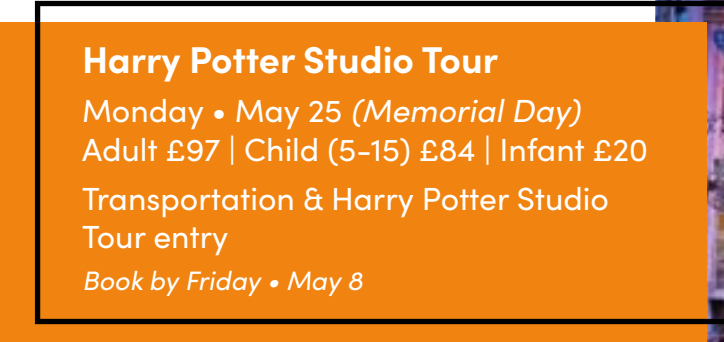 Harry Potter Studio Tour
Monday • May 25 (Memorial Day)
Adult £97 | Child (5-15) £84 | Infant £20
Transportation & Harry Potter Studio
Tour entry
Book by Friday • May 8